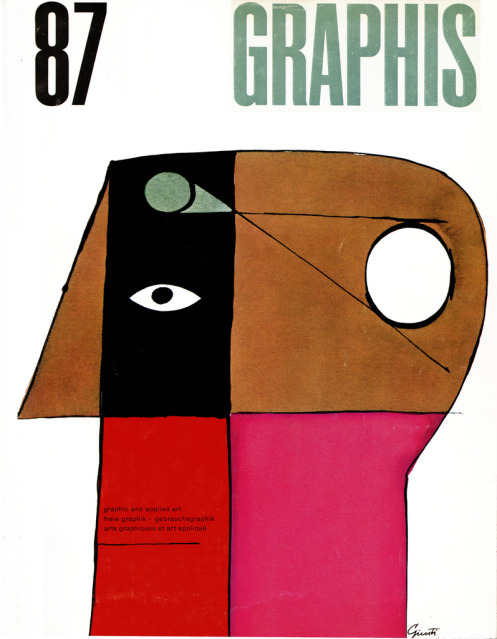 87 GRAPHIS
graphic and applied art
freie graphik - gebrauchsgraphik
arts graphiques et art appliqué
Giusti